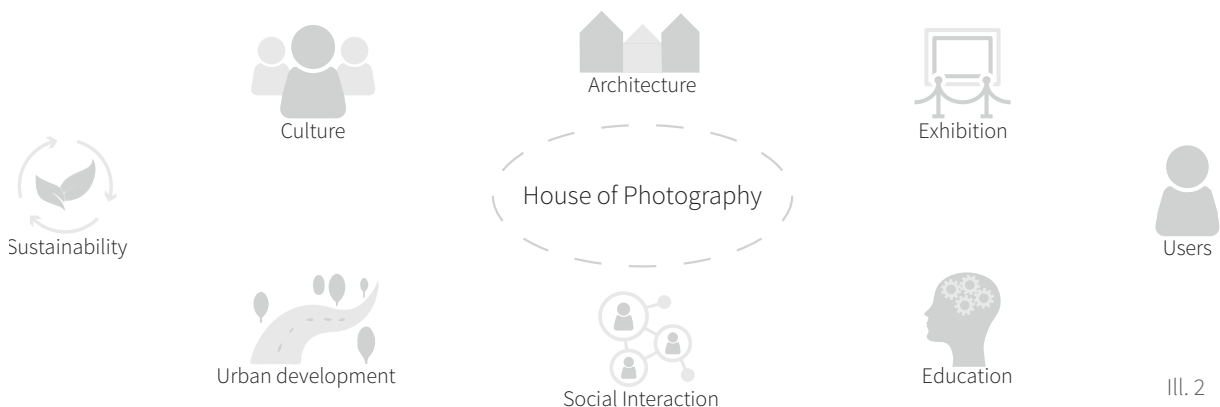 Architecture
Culture
Exhibition
House of Photography
Sustainability
Users
Urban development
Education
Social Interaction
Ill. 2